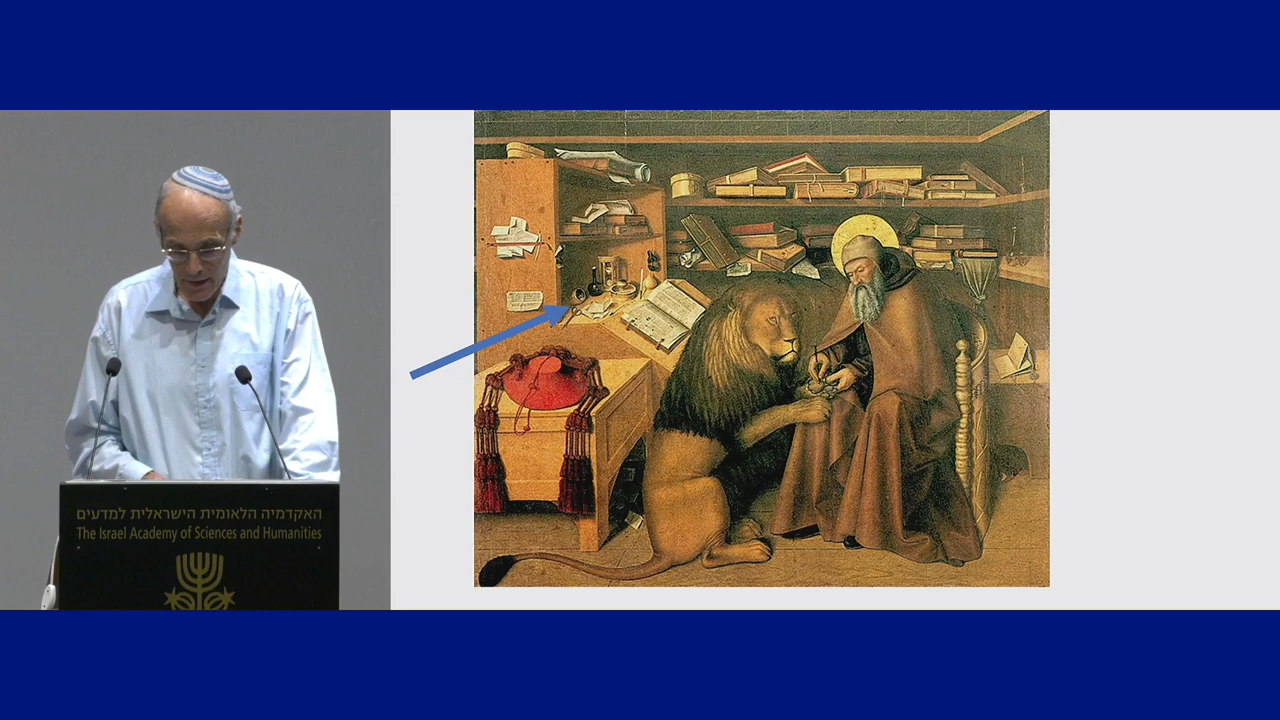 האקדמיה הלאומית הישראלית למדעים
The Israel Academy of Sciences and Humanities